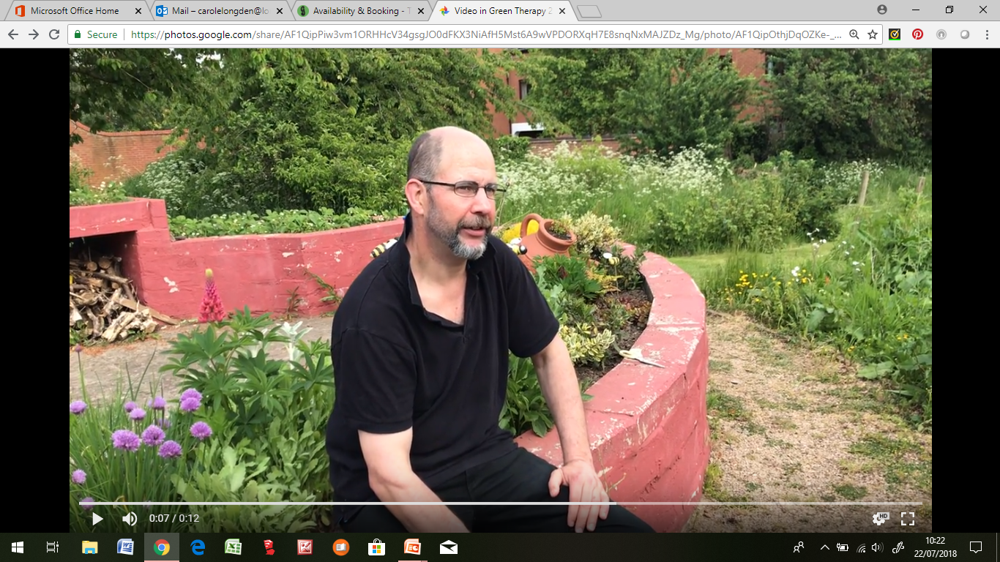 Microsoft Office Home
Mail – carolelongden@lo
Availability & Booking - T
Video in Green Therapy 2
Secure
https://photos.google.com/share/AF1QipPiw3vm1ORHHcV34gsgJO0dFKX3NiAfH5Mst6A9wVPDORXqH7E8snqNxMAJZDz_Mg/photo/AF1QipOthjDqOZKe-_...
0:07 / 0:12
HD
10:22
22/07/2018